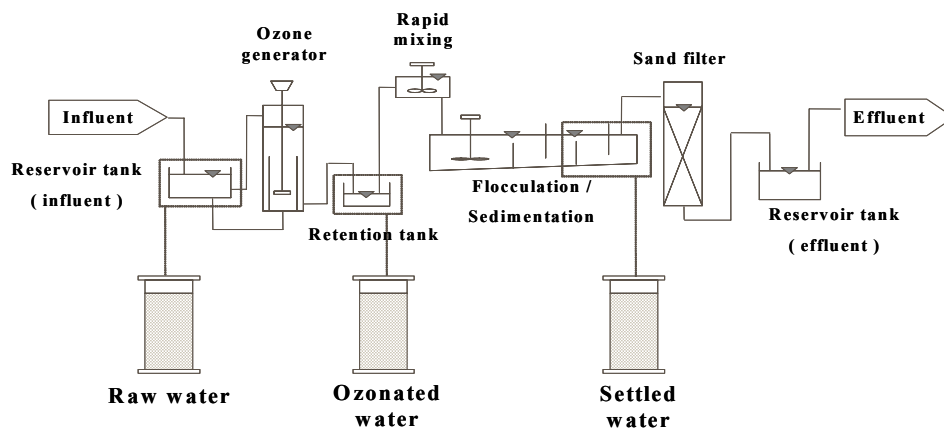 Rapid
mixing
Ozone
generator
Sand filter
Influent
Effluent
Reservoir tank
( influent )
Flocculation /
Sedimentation
Retention tank
Reservoir tank
( effluent )
Raw water
Ozonated
water
Settled
water